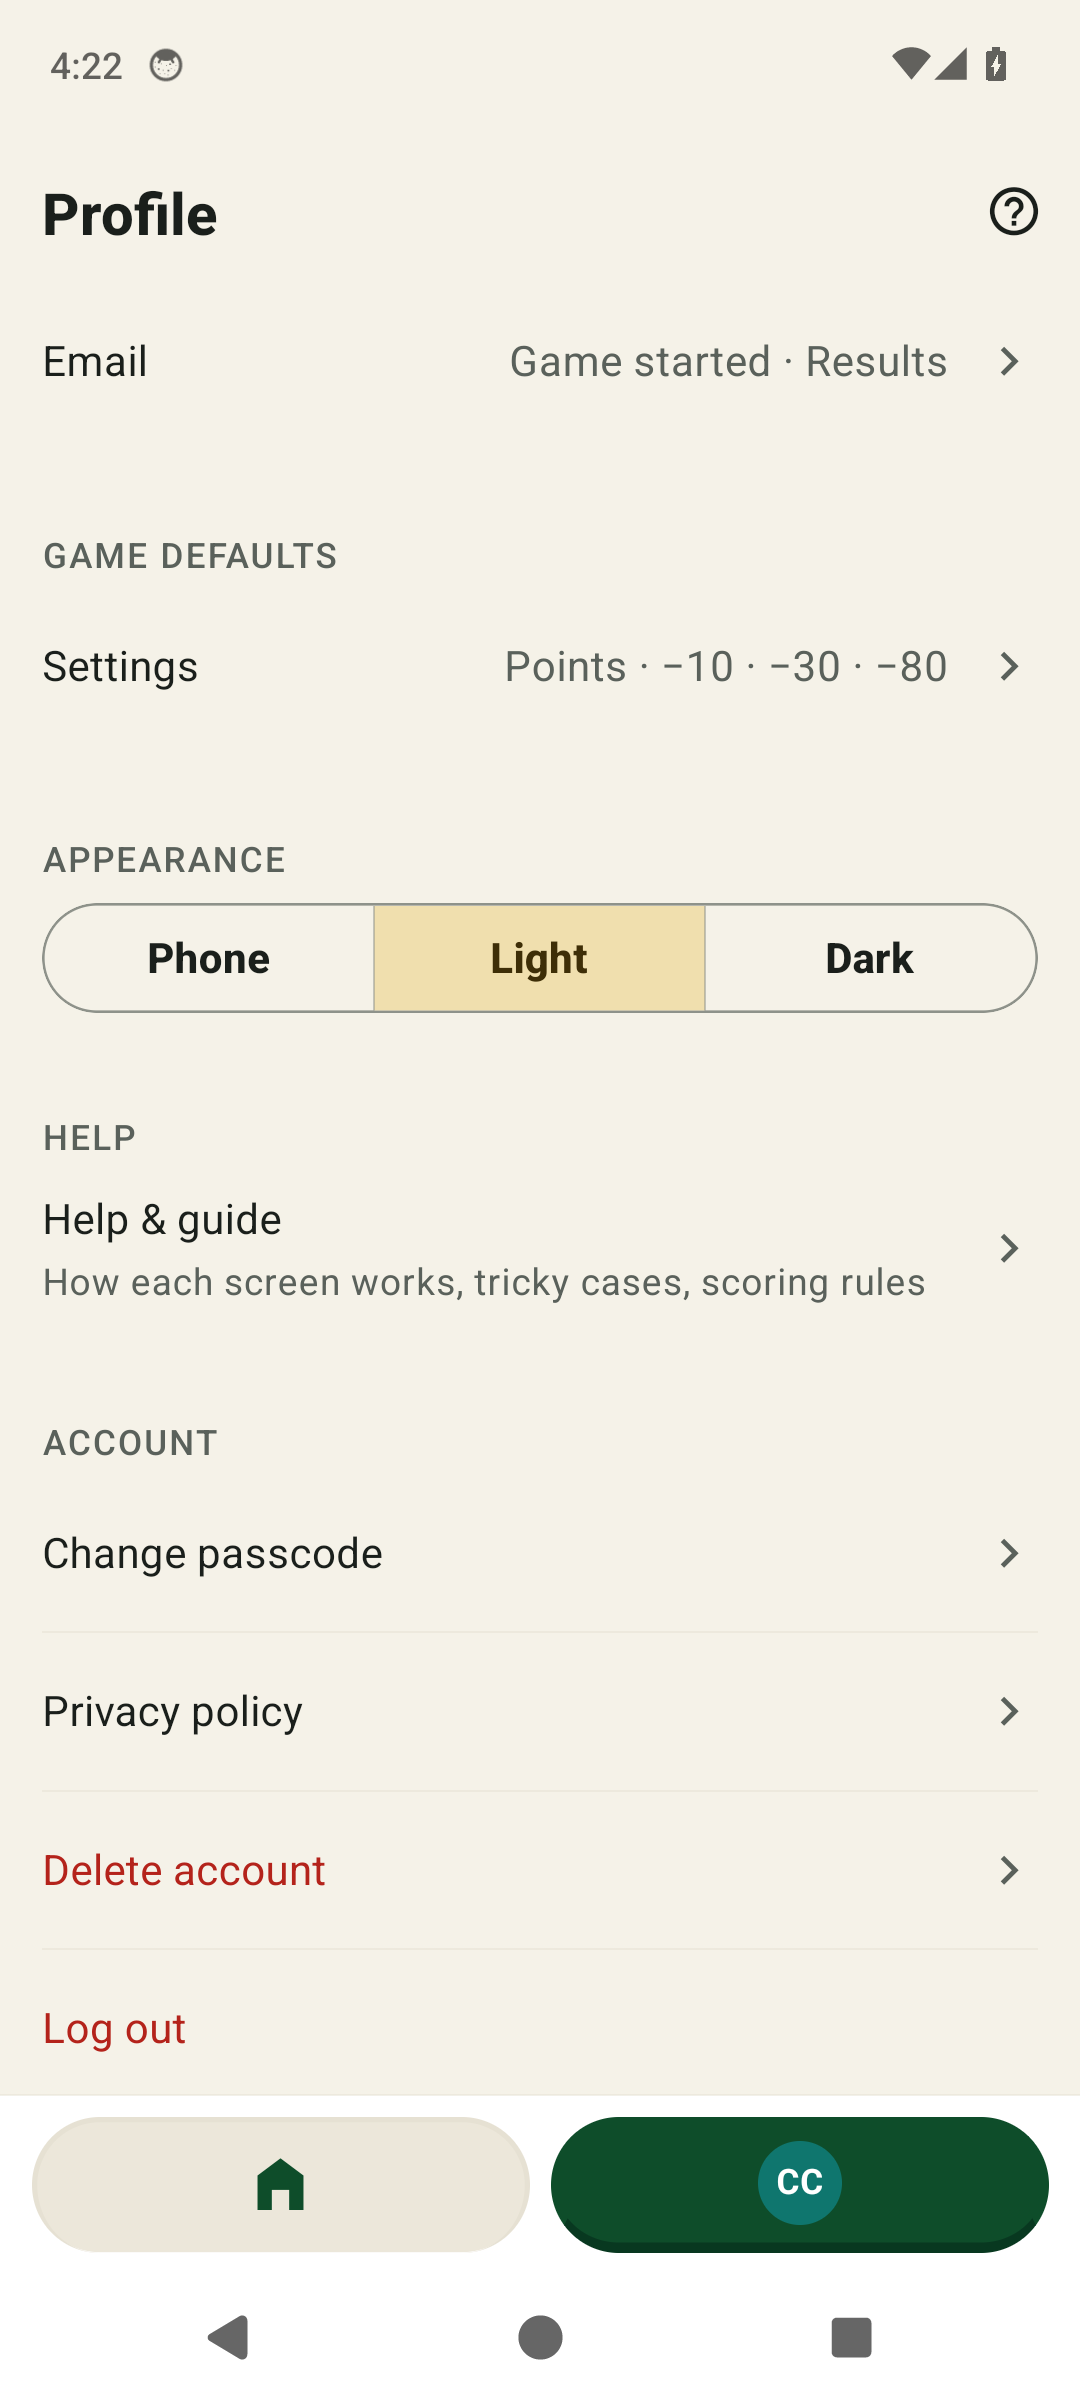 4:22
Profile
Email
Game started · Results
GAME DEFAULTS
Settings
Points · −10 · −30 · −80
APPEARANCE
Phone
Light
Dark
HELP
Help & guide
How each screen works, tricky cases, scoring rules
ACCOUNT
Change passcode
Privacy policy
Delete account
Log out
CC